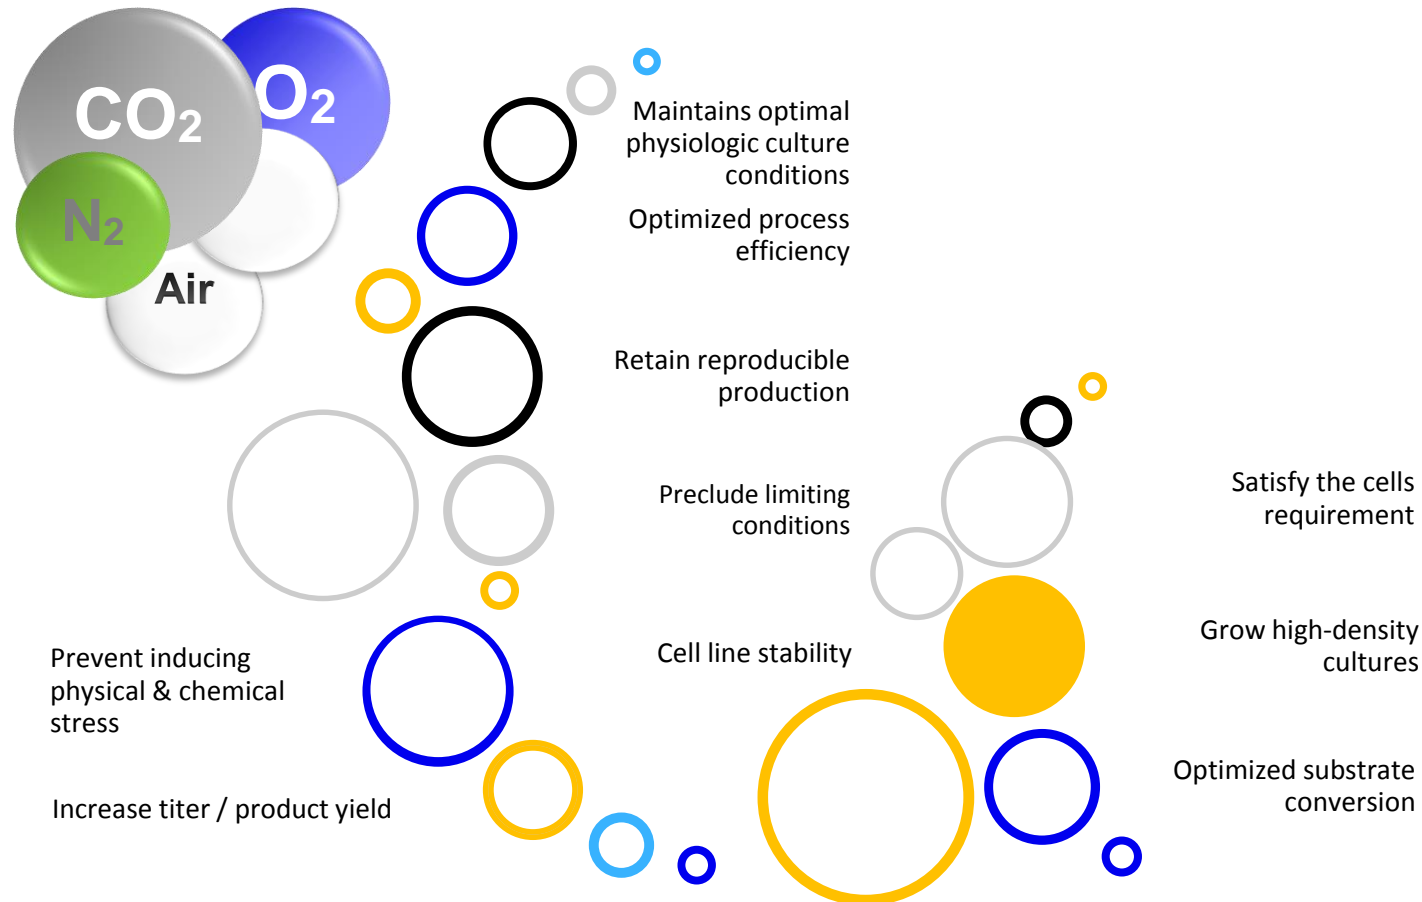 CO₂
O₂
N₂
Air
Maintains optimal
physiologic culture
conditions
Optimized process
efficiency
Retain reproducible
production
Preclude limiting
conditions
Cell line stability
Prevent inducing
physical & chemical
stress
Increase titer / product yield
Satisfy the cells
requirement
Grow high-density
cultures
Optimized substrate
conversion